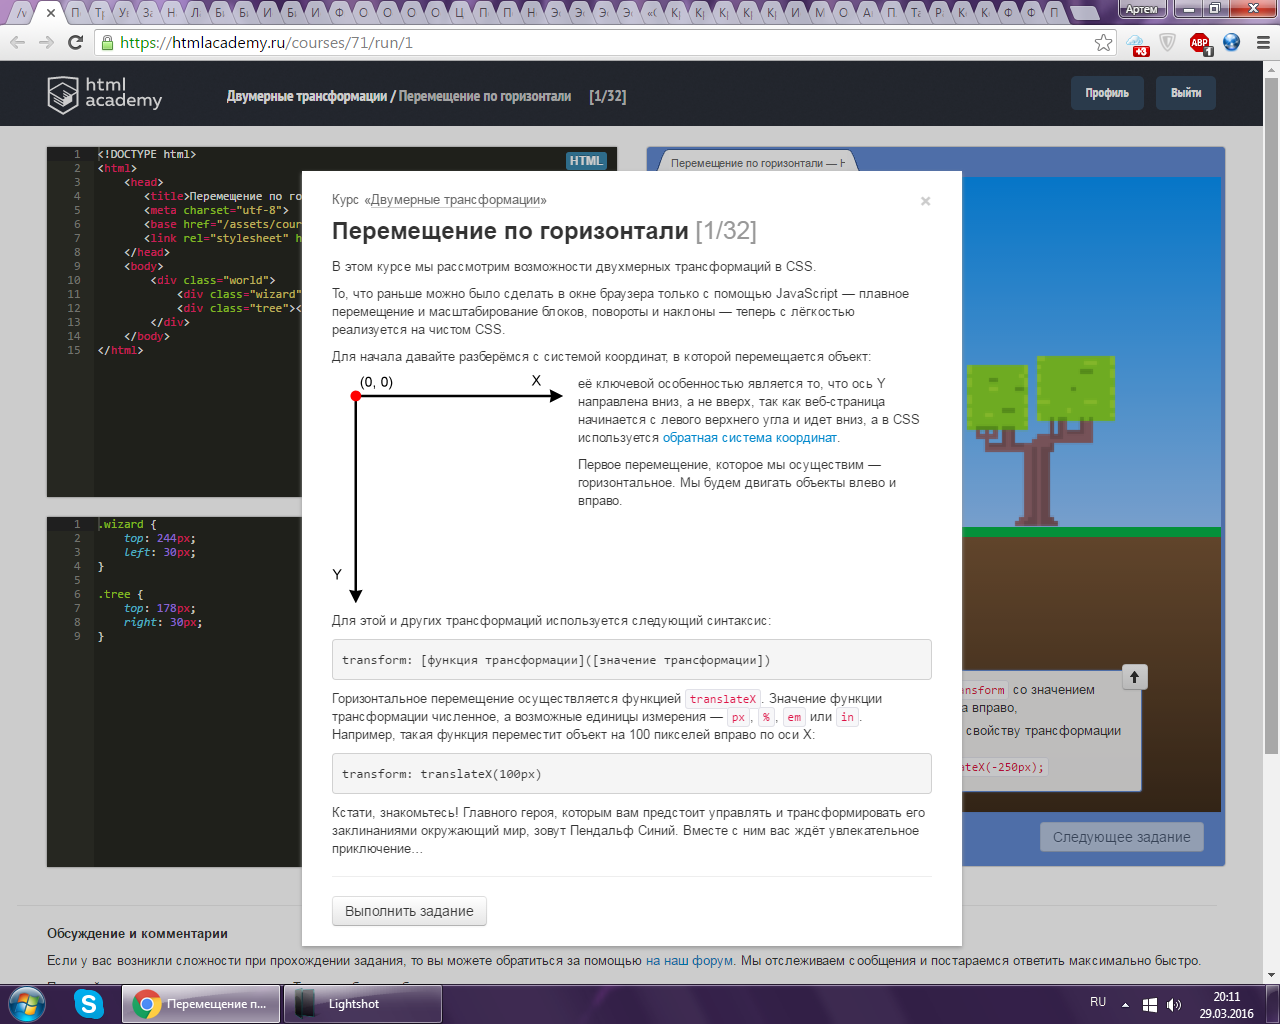 Артем
https://htmlacademy.ru/courses/71/run/1
+3
ABP
1
html
academy
Двумерные трансформации / Перемещение по горизонтали [1/32]
Профиль
Выйти
HTML
1 <!DOCTYPE html>
2 <html>
3 <head>
4 <title>Перемещение по го
5 <meta charset="utf-8">
6 <base href="/assets/cour
7 <link rel="stylesheet" h
8 </head>
9 <body>
10 <div class="world">
11 <div class="wizard"
12 <div class="tree"><
13 </div>
14 </body>
15 </html>
1 .wizard {
2 top: 244px;
3 left: 30px;
4 }
5
6 .tree {
7 top: 178px;
8 right: 30px;
9 }
Перемещение по горизонтали —
Курс «Двумерные трансформации»
×
Перемещение по горизонтали [1/32]
В этом курсе мы рассмотрим возможности двухмерных трансформаций в CSS.
То, что раньше можно было сделать в окне браузера только с помощью JavaScript — плавное
перемещение и масштабирование блоков, повороты и наклоны — теперь с лёгкостью
реализуется на чистом CSS.
Для начала давайте разберёмся с системой координат, в которой перемещается объект:
(0, 0)
X
Y
её ключевой особенностью является то, что ось Y
направлена вниз, а не вверх, так как веб-страница
начинается с левого верхнего угла и идет вниз, а в CSS
используется обратная система координат.
Первое перемещение, которое мы осуществим —
горизонтальное. Мы будем двигать объекты влево и
вправо.
Для этой и других трансформаций используется следующий синтаксис:
transform: [функция трансформации]([значение трансформации])
Горизонтальное перемещение осуществляется функцией translateX. Значение функции
трансформации численное, а возможные единицы измерения — px, %, em или in.
Например, такая функция переместит объект на 100 пикселей вправо по оси X:
transform: translateX(100px)
Кстати, знакомьтесь! Главного героя, которым вам предстоит управлять и трансформировать его
заклинаниями окружающий мир, зовут Пендальф Синий. Вместе с ним вас ждёт увлекательное
приключение…
Выполнить задание
ansform со значением
а вправо,
свойству трансформации
ateX(-250px);
Следующее задание
Обсуждение и комментарии
Если у вас возникли сложности при прохождении задания, то вы можете обратиться за помощью на наш форум. Мы отслеживаем сообщения и постараемся ответить максимально быстро.
Перемещение п...
Lightshot
RU
20:11
29.03.2016